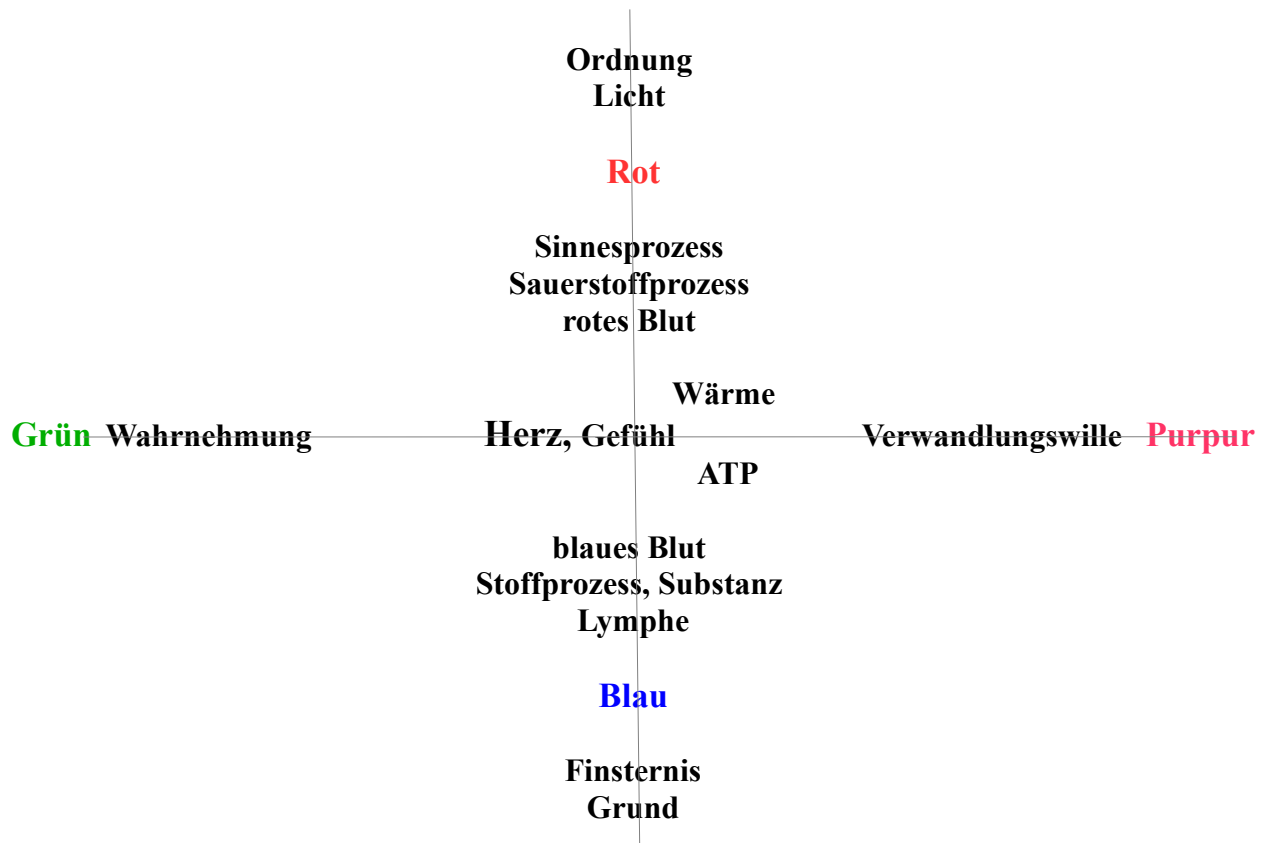 Ordnung
Licht
Rot
Sinnesprozess
Sauerstoffprozess
rotes Blut
Wärme
Grün Wahrnehmung Herz, Gefühl Verwandlungswille Purpur
ATP
blaues Blut
Stoffprozess, Substanz
Lymphe
Blau
Finsternis
Grund